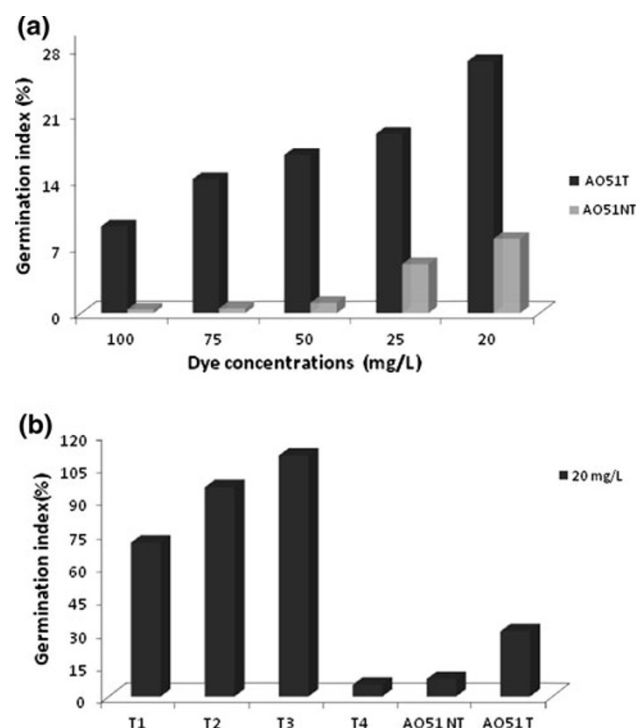 (a)
Germination index (%)
28
21
14
7
0
100 75 50 25 20
Dye concentrations (mg/L)
AO51T
AO51NT
(b)
Germination index(%)
120
105
90
75
60
45
30
15
0
T1 T2 T3 T4 AO51 NT AO51 T
20 mg/L